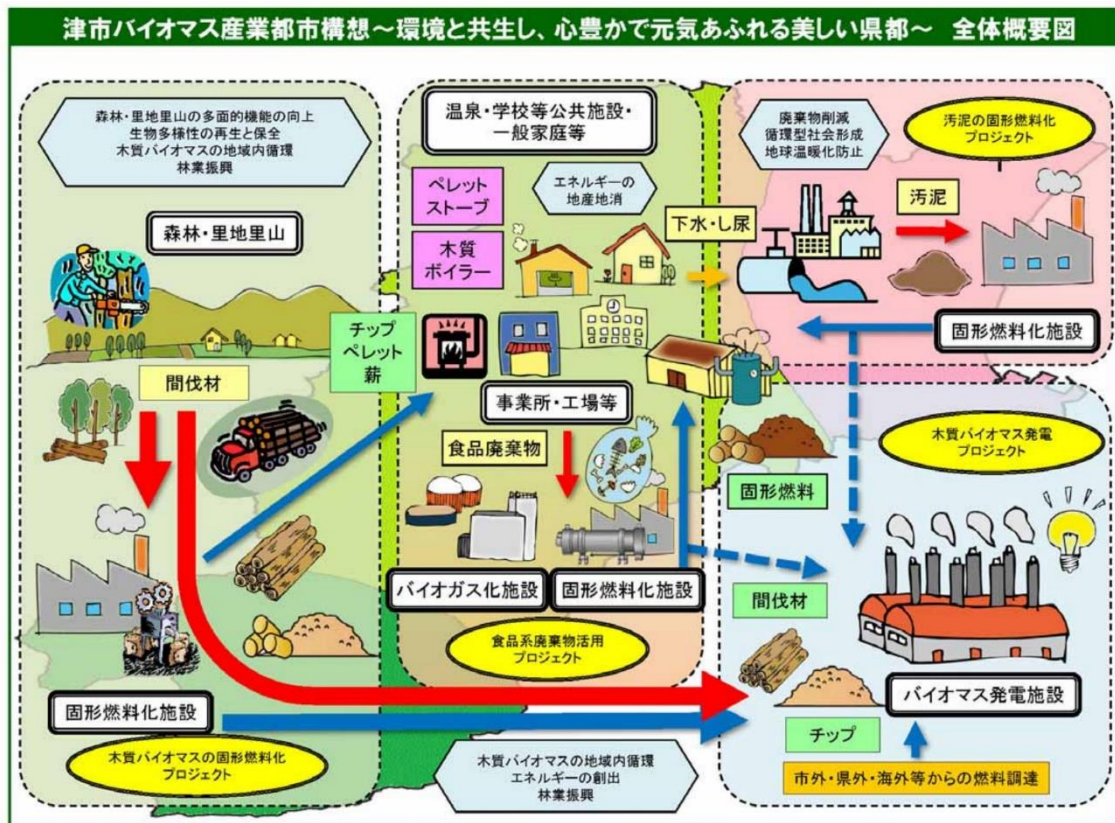 津市バイオマス産業都市構想～環境と共生し、心豊かで元気あふれる美しい県都～　全体概要図
森林・里地里山の多面的機能の向上
生物多様性の再生と保全
木質バイオマスの地域内循環
林業振興
森林・里地里山
間伐材
チップ
ペレット
薪
固形燃料化施設
木質バイオマスの固形燃料化
プロジェクト
温泉・学校等公共施設・
一般家庭等
ペレット
ストーブ
エネルギーの
地産地消
木質
ボイラー
事業所・工場等
食品廃棄物
バイオガス化施設
固形燃料化施設
食品系廃棄物活用
プロジェクト
木質バイオマスの地域内循環
エネルギーの創出
林業振興
廃棄物削減
循環型社会形成
地球温暖化防止
汚泥の固形燃料化
プロジェクト
下水・し尿
汚泥
固形燃料化施設
木質バイオマス発電
プロジェクト
固形燃料
間伐材
バイオマス発電施設
チップ
市外・県外・海外等からの燃料調達